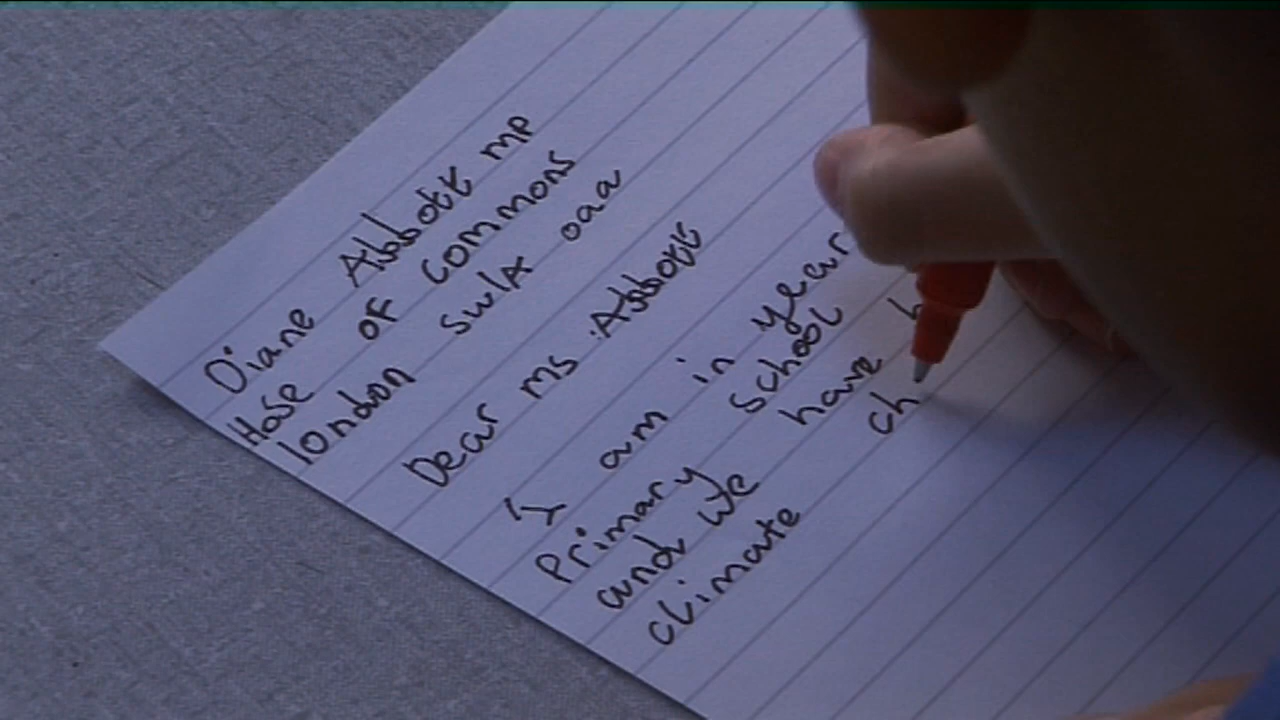 Diane Abbott mp
Hose of Commons
london sw1A oaa
Dear ms Abbott
I am in year
Primary school
and we have h
climate ch